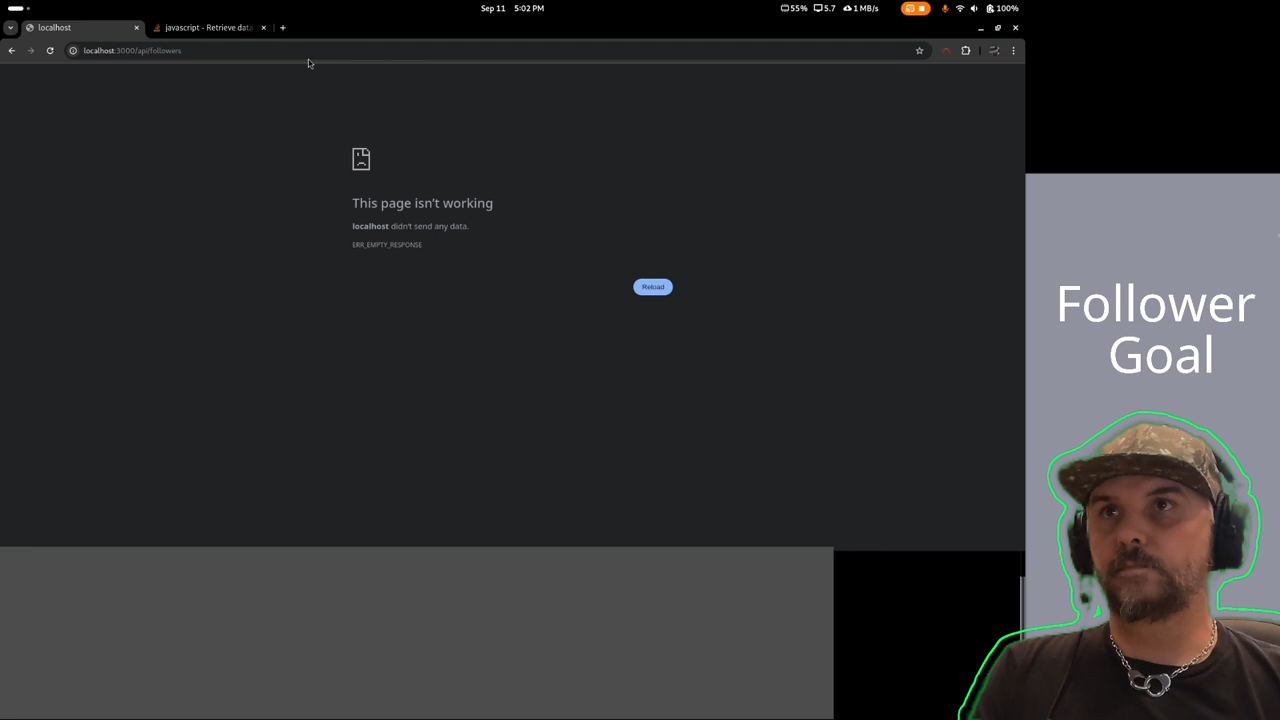 Sep 11 5:02 PM
55% 5.7 1 MB/s 100%
localhost
javascript - Retrieve data
localhost:3000/api/followers
This page isn't working
localhost didn't send any data.
ERR_EMPTY_RESPONSE
Reload
Follower
Goal